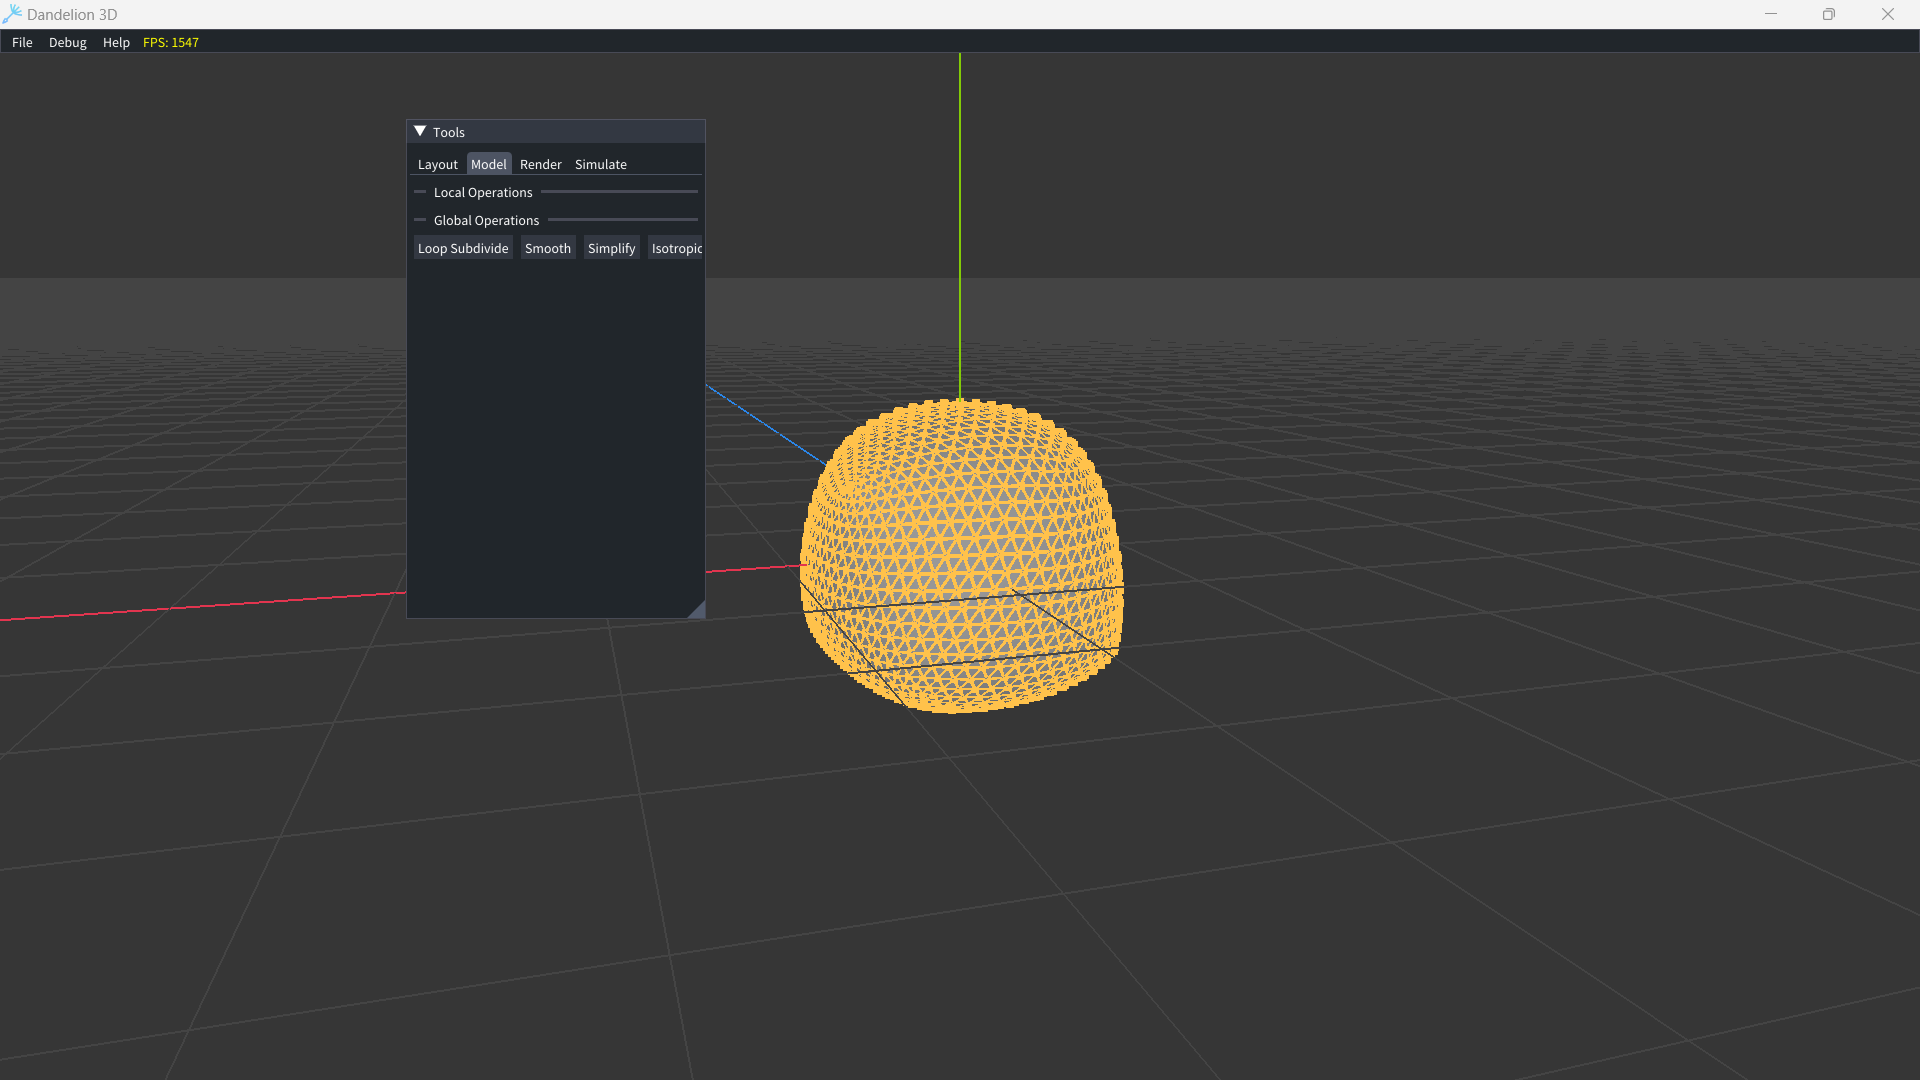 Dandelion 3D
File Debug Help FPS: 1547
Tools
Layout Model Render Simulate
Local Operations
Global Operations
Loop Subdivide Smooth Simplify Isotropic